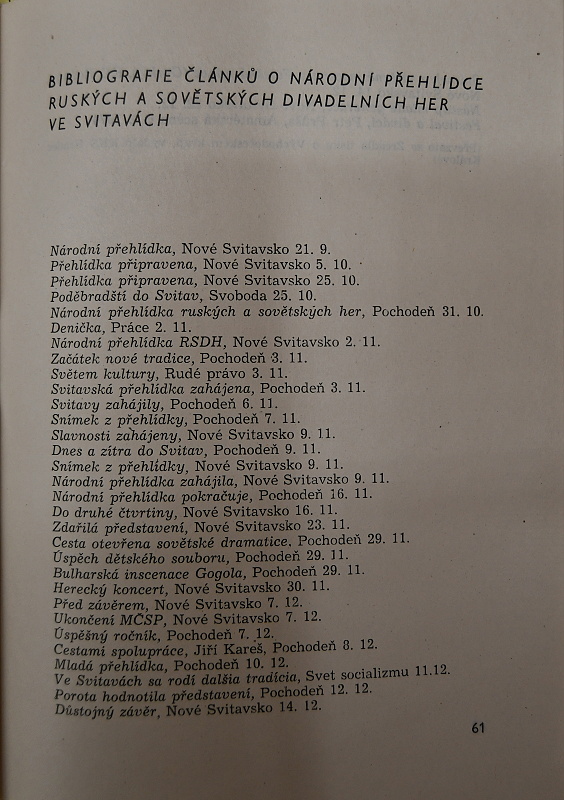 BIBLIOGRAFIE ČLÁNKŮ O NÁRODNÍ PŘEHLÍDCE
RUSKÝCH A SOVĚTSKÝCH DIVADELNÍCH HER
VE SVITAVÁCH
Národní přehlídka, Nové Svitavsko 21. 9.
Přehlídka připravena, Nové Svitavsko 5. 10.
Přehlídka připravena, Nové Svitavsko 25. 10.
Poděbradští do Svitav, Svoboda 25. 10.
Národní přehlídka ruských a sovětských her, Pochodeň 31. 10.
Denička, Práce 2. 11.
Národní přehlídka RSDH, Nové Svitavsko 2. 11.
Začátek nové tradice, Pochodeň 3. 11.
Světem kultury, Rudé právo 3. 11.
Svitavská přehlídka zahájena, Pochodeň 3. 11.
Svitavy zahájily, Pochodeň 6. 11.
Snímek z přehlídky, Pochodeň 7. 11.
Slavnosti zahájeny, Nové Svitavsko 9. 11.
Dnes a zítra do Svitav, Pochodeň 9. 11.
Snímek z přehlídky, Nové Svitavsko 9. 11.
Národní přehlídka zahájila, Nové Svitavsko 9. 11.
Národní přehlídka pokračuje, Pochodeň 16. 11.
Do druhé čtvrtiny, Nové Svitavsko 16. 11.
Zdařilá představení, Nové Svitavsko 23. 11.
Cesta otevřena sovětské dramatice, Pochodeň 29. 11.
Úspěch dětského souboru, Pochodeň 29. 11.
Bulharská inscenace Gogola, Pochodeň 29. 11.
Herecký koncert, Nové Svitavsko 30. 11.
Před závěrem, Nové Svitavsko 7. 12.
Ukončení MČSP, Nové Svitavsko 7. 12.
Úspěšný ročník, Pochodeň 7. 12.
Cestami spolupráce, Jiří Kareš, Pochodeň 8. 12.
Mladá přehlídka, Pochodeň 10. 12.
Ve Svitavách sa rodí dalšia tradícia, Svet socializmu 11.12.
Porota hodnotila představení, Pochodeň 12. 12.
Důstojný závěr, Nové Svitavsko 14. 12.
61